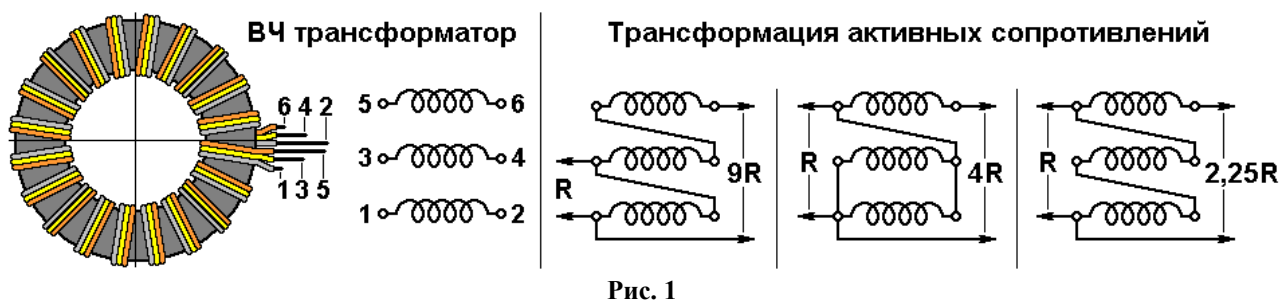 ВЧ трансформатор
6 4 2
1 3 5
5 6
3 4
1 2
Трансформация активных сопротивлений
R 9R
R 4R
R 2,25R
Рис. 1